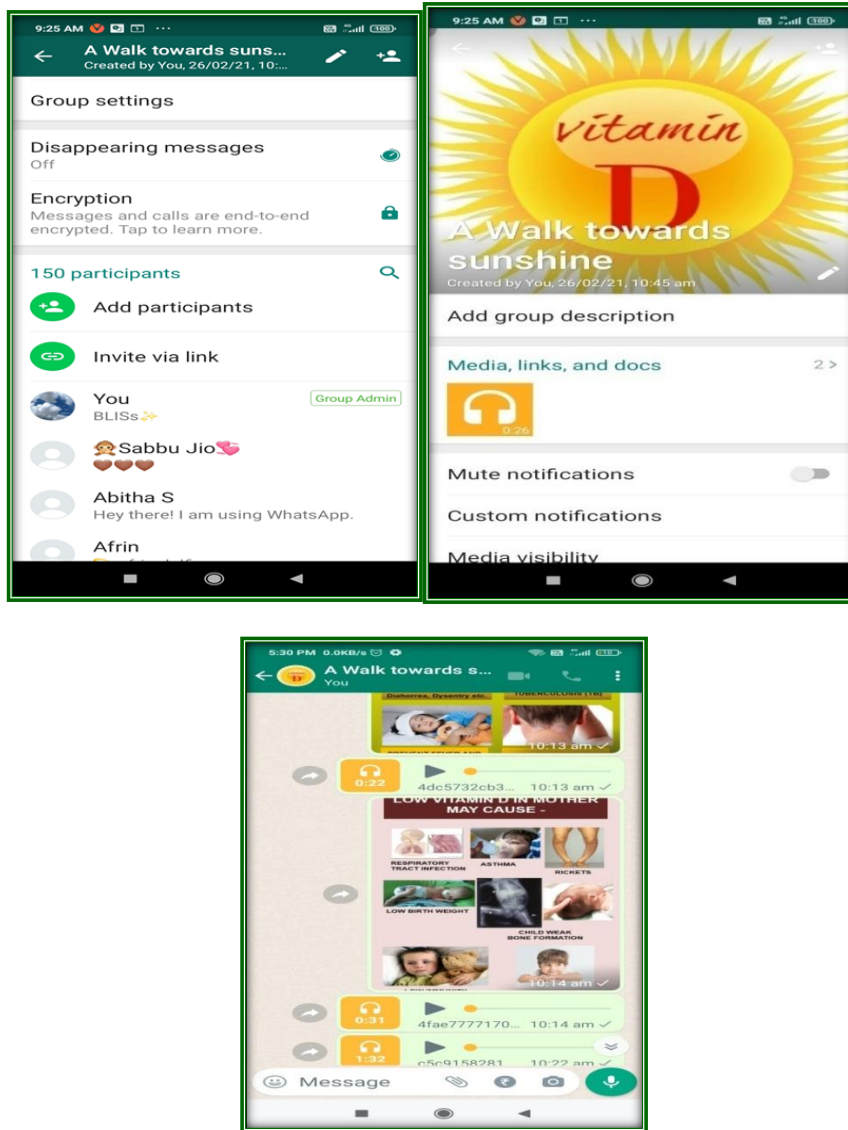 9:25 AM
A Walk towards suns...
Created by You, 26/02/21, 10:...
Group settings
Disappearing messages
Off
Encryption
Messages and calls are end-to-end
encrypted. Tap to learn more.
150 participants
Add participants
Invite via link
You
Group Admin
BLISs✨
🙊Sabbu Jio💞
🤎🤎🤎
Abitha S
Hey there! I am using WhatsApp.
Afrin
9:25 AM
vitamin
D
A Walk towards
sunshine
Created by You, 26/02/21, 10:45 am
Add group description
Media, links, and docs
2 >
0:26
Mute notifications
Custom notifications
Media visibility
5:30 PM 0.0KB/s
A Walk towards s...
You
Diahorrea, Dysentry etc.
TUBERCULOSIS (TB)
10:13 am
PREVENT FEVER AND
0:22
4dc5732cb3... 10:13 am
LOW VITAMIN D IN MOTHER
MAY CAUSE -
RESPIRATORY
TRACT INFECTION
ASTHMA
RICKETS
LOW BIRTH WEIGHT
CHILD WEAK
BONE FORMATION
10:14 am
0:31
4fae7777170... 10:14 am
1:32
c5c9158281 10:22 am
Message